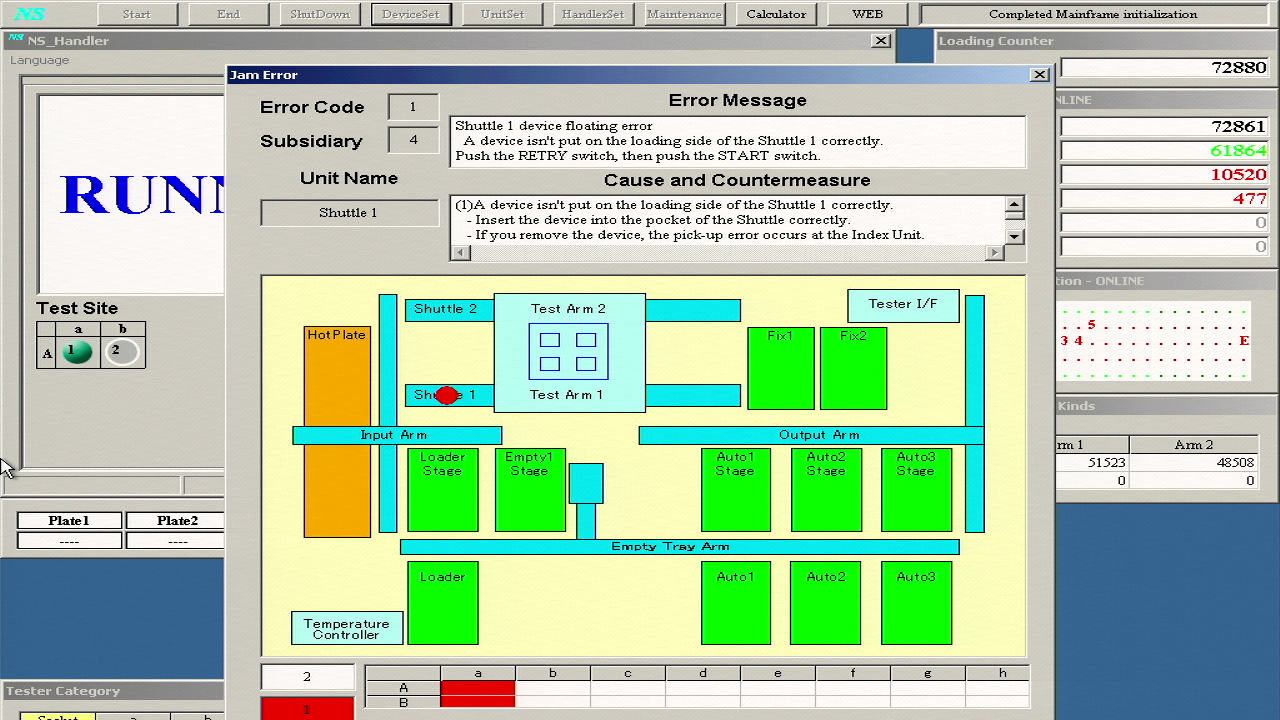 NS Start End ShutDown DeviceSet UnitSet HandlerSet Maintenance Calculator WEB Completed Mainframe initialization
NS NS_Handler
Language
RUNN
Test Site
a b
A 1 2
Plate1 Plate2
---- ----
Tester Category
Socket a b
Jam Error
Error Code 1
Subsidiary 4
Unit Name
Shuttle 1
Error Message
Shuttle 1 device floating error
A device isn't put on the loading side of the Shuttle 1 correctly.
Push the RETRY switch, then push the START switch.
Cause and Countermeasure
(1)A device isn't put on the loading side of the Shuttle 1 correctly.
- Insert the device into the pocket of the Shuttle correctly.
- If you remove the device, the pick-up error occurs at the Index Unit.
Shuttle 2 Test Arm 2 Tester I/F
HotPlate Fix1 Fix2
Shuttle 1 Test Arm 1
Input Arm Output Arm
Loader Stage
Empty1 Stage
Auto1 Stage
Auto2 Stage
Auto3 Stage
Empty Tray Arm
Loader Auto1 Auto2 Auto3
Temperature
Controller
2
1
a b c d e f g h
A
B
Loading Counter
72880
NLINE
72861
61864
10520
477
0
0
tion - ONLINE
5
3 4 E
Kinds
rm 1 Arm 2
51523 48508
0 0